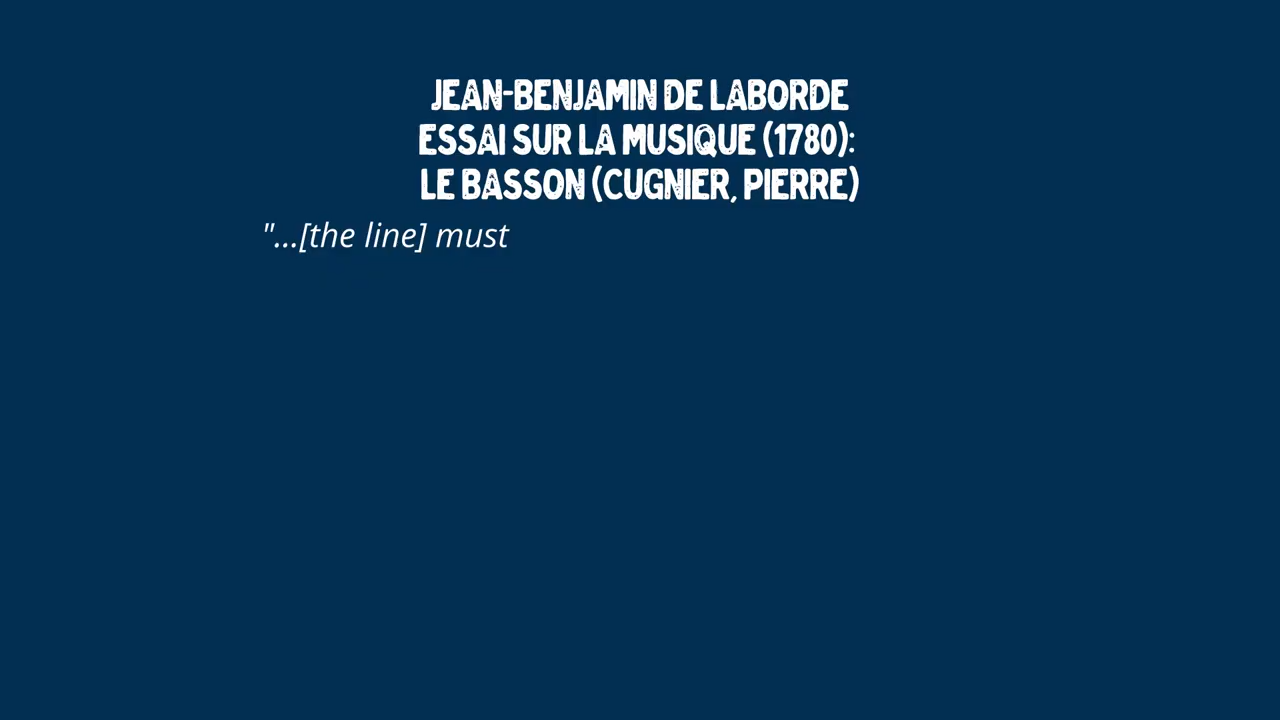 JEAN-BENJAMIN DE LABORDE
ESSAI SUR LA MUSIQUE (1780):
LE BASSON (CUGNIER, PIERRE)
"...[the line] must